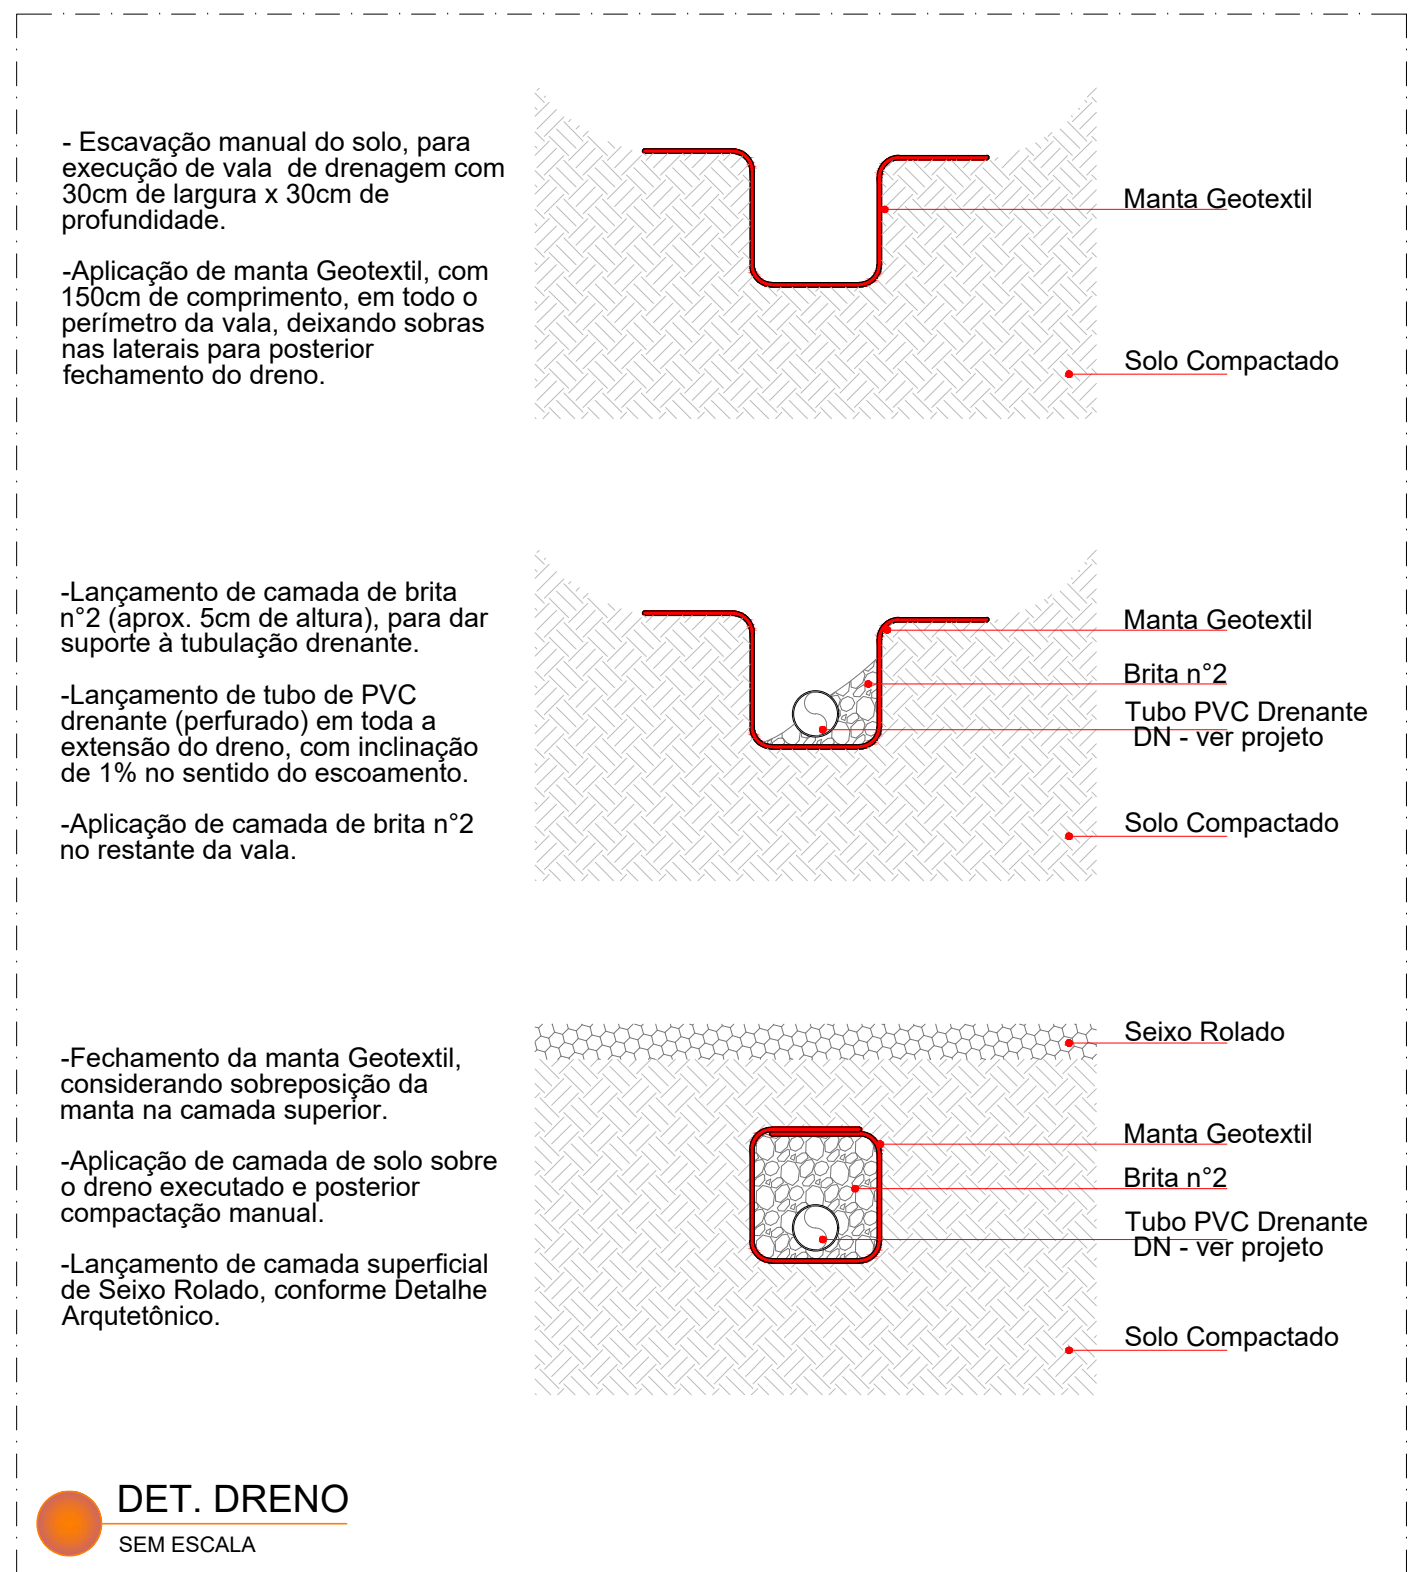 - Escavação manual do solo, para
execução de vala  de drenagem com
30cm de largura x 30cm de
profundidade.
-Aplicação de manta Geotextil, com
150cm de comprimento, em todo o
perímetro da vala, deixando sobras
nas laterais para posterior
fechamento do dreno.
Manta Geotextil
Solo Compactado
-Lançamento de camada de brita
n°2 (aprox. 5cm de altura), para dar
suporte à tubulação drenante.
-Lançamento de tubo de PVC
drenante (perfurado) em toda a
extensão do dreno, com inclinação
de 1% no sentido do escoamento.
-Aplicação de camada de brita n°2
no restante da vala.
Manta Geotextil
Brita n°2
Tubo PVC Drenante
DN - ver projeto
Solo Compactado
-Fechamento da manta Geotextil,
considerando sobreposição da
manta na camada superior.
-Aplicação de camada de solo sobre
o dreno executado e posterior
compactação manual.
-Lançamento de camada superficial
de Seixo Rolado, conforme Detalhe
Arqutetônico.
Seixo Rolado
Manta Geotextil
Brita n°2
Tubo PVC Drenante
DN - ver projeto
Solo Compactado
DET. DRENO
SEM ESCALA